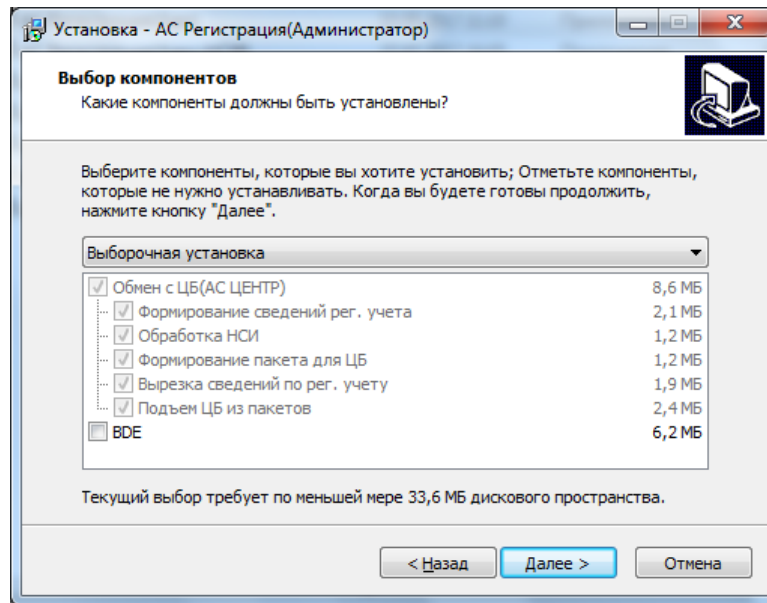 Установка - АС Регистрация(Администратор)
Выбор компонентов
Какие компоненты должны быть установлены?
Выберите компоненты, которые вы хотите установить; Отметьте компоненты,
которые не нужно устанавливать. Когда вы будете готовы продолжить,
нажмите кнопку "Далее".
Выборочная установка
Обмен с ЦБ(АС ЦЕНТР) 8,6 МБ
Формирование сведений рег. учета 2,1 МБ
Обработка НСИ 1,2 МБ
Формирование пакета для ЦБ 1,2 МБ
Вырезка сведений по рег. учету 1,9 МБ
Подъем ЦБ из пакетов 2,4 МБ
BDE 6,2 МБ
Текущий выбор требует по меньшей мере 33,6 МБ дискового пространства.
< Назад Далее > Отмена